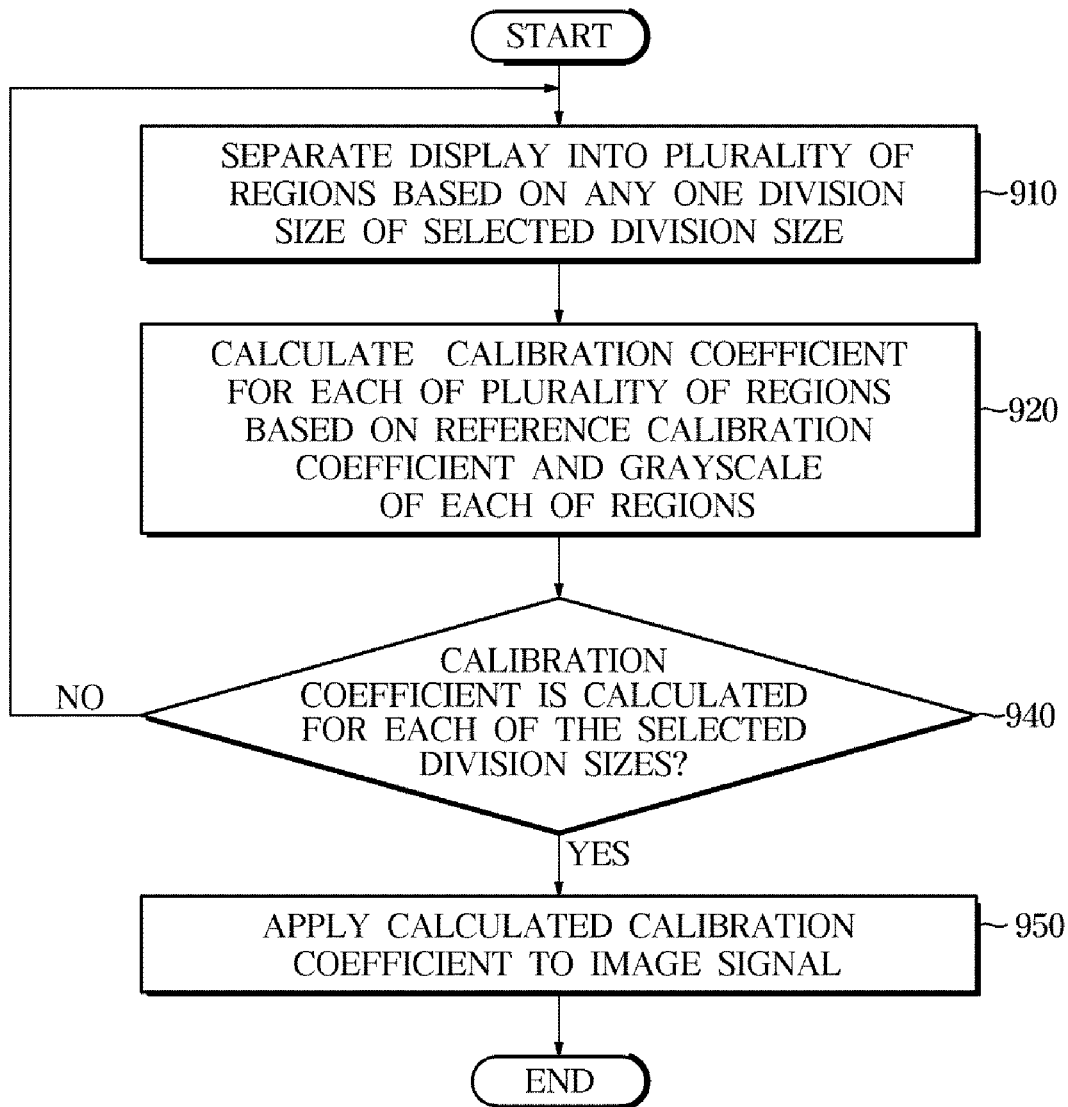 START
SEPARATE DISPLAY INTO PLURALITY OF
REGIONS BASED ON ANY ONE DIVISION
SIZE OF SELECTED DIVISION SIZE
910
CALCULATE CALIBRATION COEFFICIENT
FOR EACH OF PLURALITY OF REGIONS
BASED ON REFERENCE CALIBRATION
COEFFICIENT AND GRAYSCALE
OF EACH OF REGIONS
920
CALIBRATION
COEFFICIENT IS CALCULATED
FOR EACH OF THE SELECTED
DIVISION SIZES?
940
NO
YES
APPLY CALCULATED CALIBRATION
COEFFICIENT TO IMAGE SIGNAL
950
END